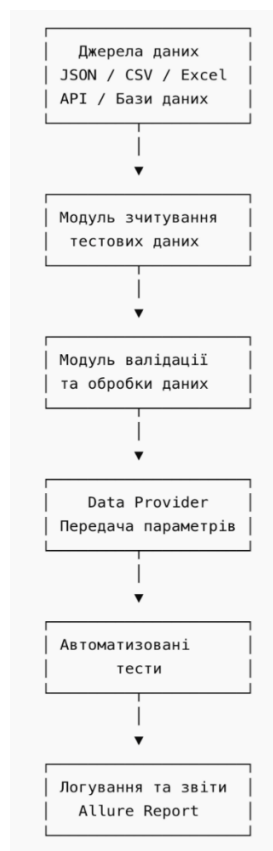 Джерела даних
JSON / CSV / Excel
API / Бази даних
Модуль зчитування
тестових даних
Модуль валідації
та обробки даних
Data Provider
Передача параметрів
Автоматизовані
тести
Логування та звіти
Allure Report